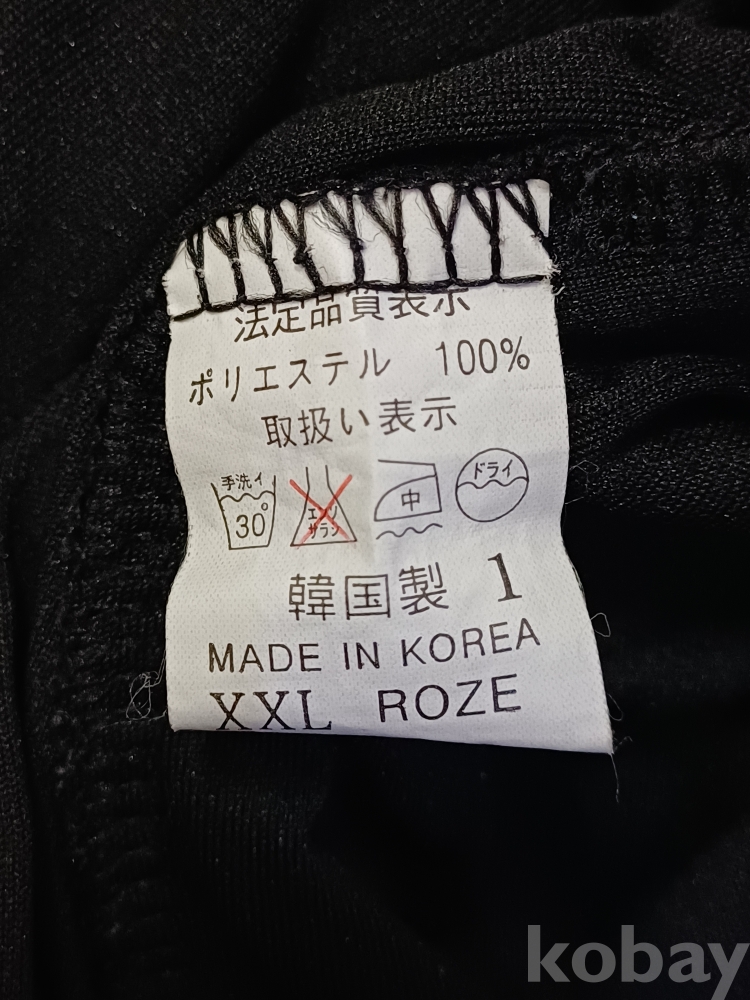 法定品質表示
ポリエステル 100%
取扱い表示
手洗イ 30° エンソサラシ 中 ドライ
韓国製 1
MADE IN KOREA
XXL ROZE
kobay